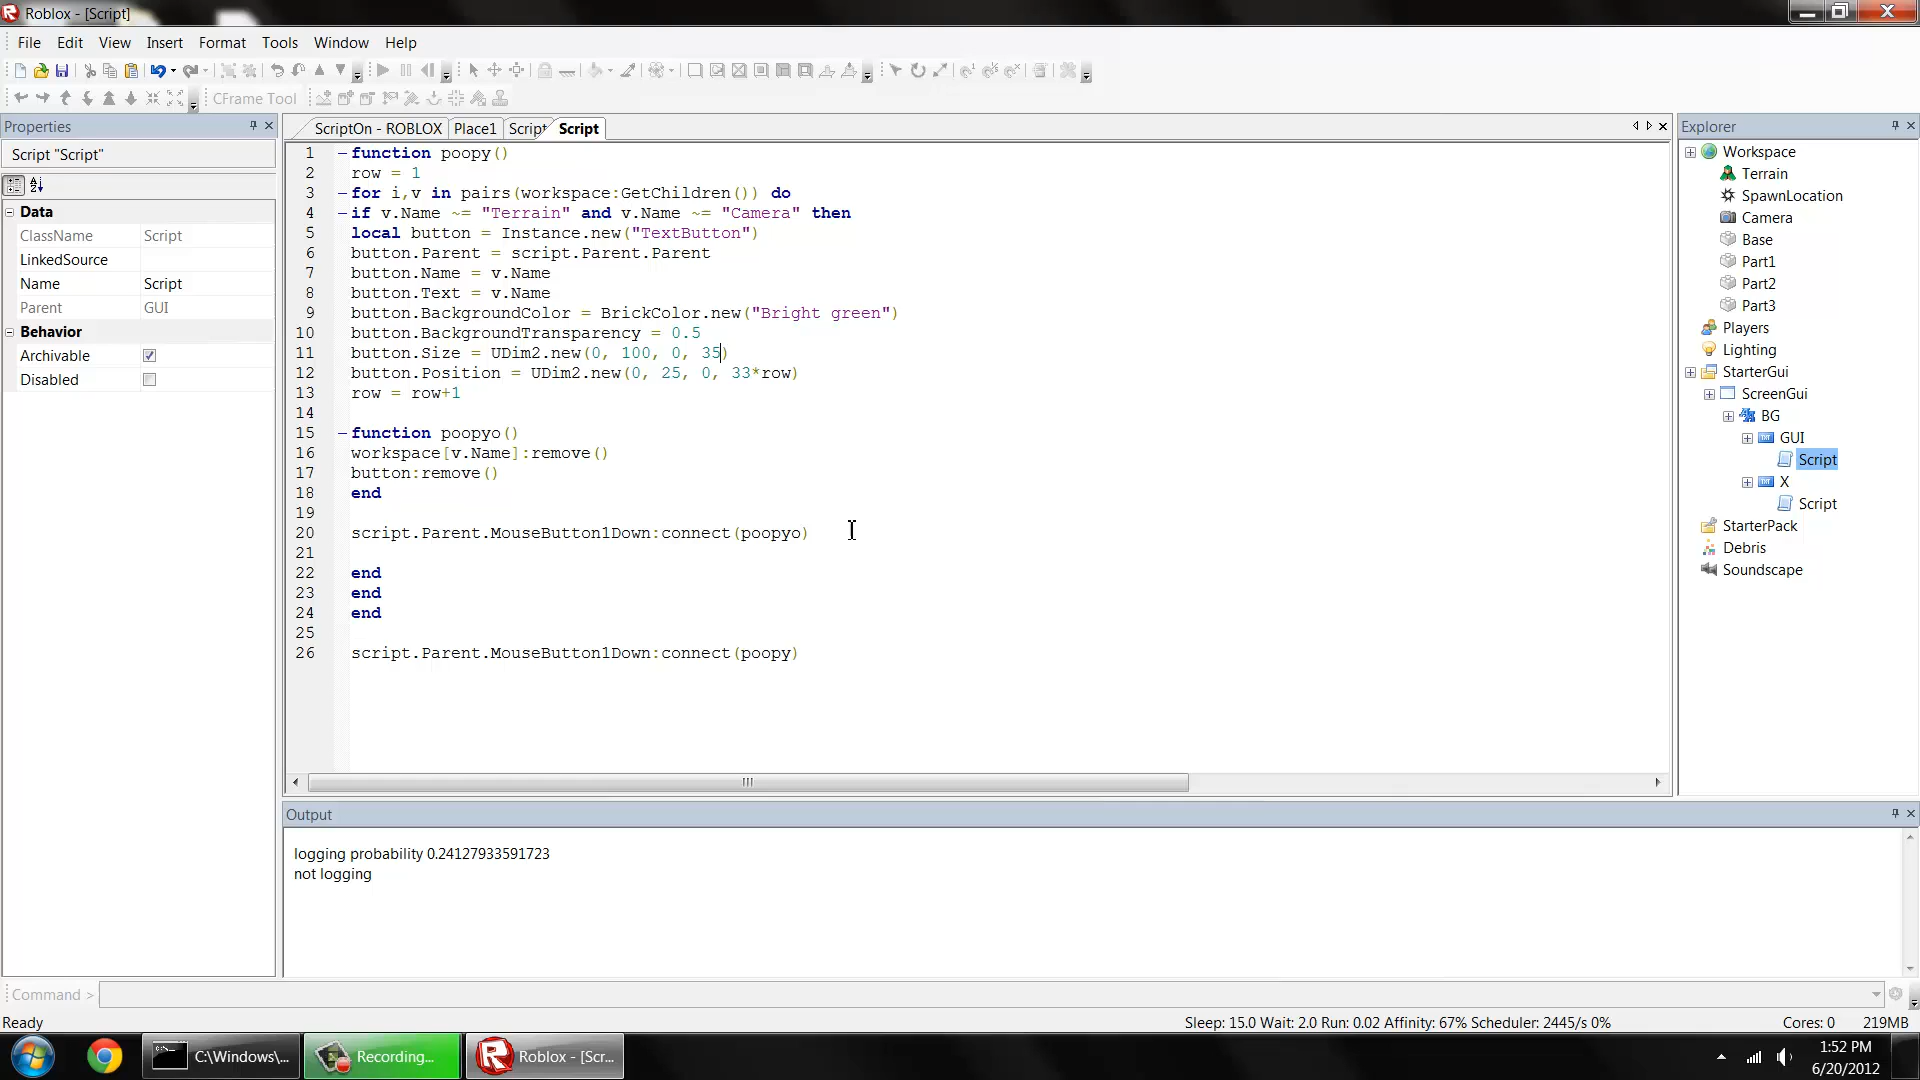 Roblox - [Script]
File Edit View Insert Format Tools Window Help
CFrame Tool
Properties
Script "Script"
Data
ClassName Script
LinkedSource
Name Script
Parent GUI
Behavior
Archivable
Disabled
ScriptOn - ROBLOX Place1 Script Script
1 function poopy()
2 row = 1
3 for i,v in pairs(workspace:GetChildren()) do
4 if v.Name ~= "Terrain" and v.Name ~= "Camera" then
5 local button = Instance.new("TextButton")
6 button.Parent = script.Parent.Parent
7 button.Name = v.Name
8 button.Text = v.Name
9 button.BackgroundColor = BrickColor.new("Bright green")
10 button.BackgroundTransparency = 0.5
11 button.Size = UDim2.new(0, 100, 0, 35)
12 button.Position = UDim2.new(0, 25, 0, 33*row)
13 row = row+1
14
15 function poopyo()
16 workspace[v.Name]:remove()
17 button:remove()
18 end
19
20 script.Parent.MouseButton1Down:connect(poopyo)
21
22 end
23 end
24 end
25
26 script.Parent.MouseButton1Down:connect(poopy)
Explorer
Workspace
Terrain
SpawnLocation
Camera
Base
Part1
Part2
Part3
Players
Lighting
StarterGui
ScreenGui
BG
GUI
Script
X
Script
StarterPack
Debris
Soundscape
Output
logging probability 0.24127933591723
not logging
Command >
Ready
Sleep: 15.0 Wait: 2.0 Run: 0.02 Affinity: 67% Scheduler: 2445/s 0%
Cores: 0
219MB
C:\Windows\...
Recording...
Roblox - [Scr...
1:52 PM
6/20/2012